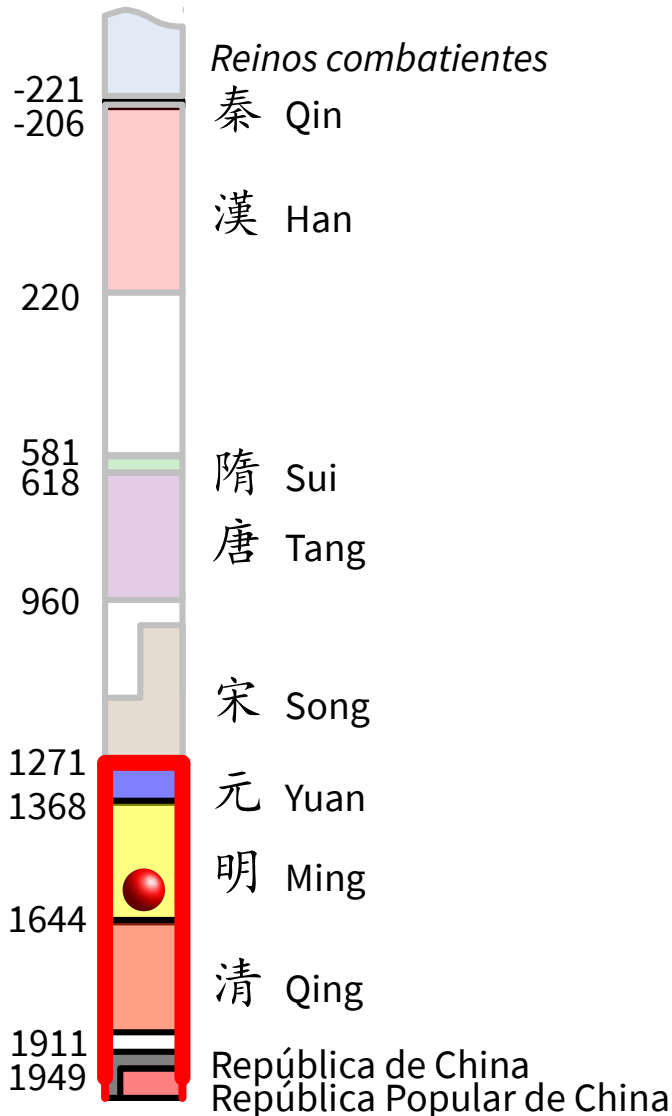 Reinos combatientes
-221
秦 Qin
-206
漢 Han
220
581
隋 Sui
618
唐 Tang
960
宋 Song
1271
元 Yuan
1368
明 Ming
1644
清 Qing
1911
República de China
1949
República Popular de China